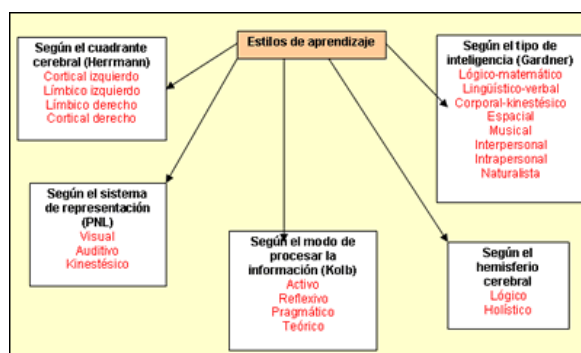 Estilos de aprendizaje
Según el cuadrante
cerebral (Herrmann)
Cortical izquierdo
Límbico izquierdo
Límbico derecho
Cortical derecho
Según el tipo de
inteligencia (Gardner)
Lógico-matemático
Lingüístico-verbal
Corporal-kinestésico
Espacial
Musical
Interpersonal
Intrapersonal
Naturalista
Según el sistema
de representación
(PNL)
Visual
Auditivo
Kinestésico
Según el modo de
procesar la
información (Kolb)
Activo
Reflexivo
Pragmático
Teórico
Según el
hemisferio
cerebral
Lógico
Holístico